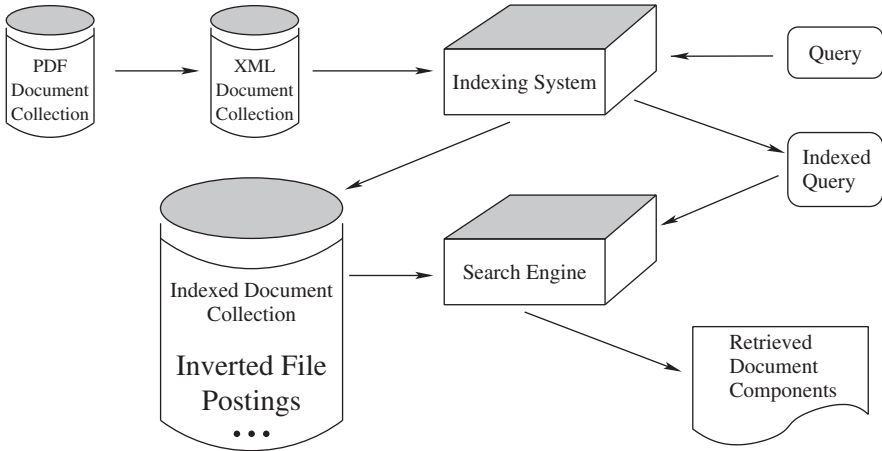 PDF
Document
Collection
XML
Document
Collection
Indexing System
Query
Indexed
Query
Indexed Document
Collection
Inverted File
Postings
•••
Search Engine
Retrieved
Document
Components